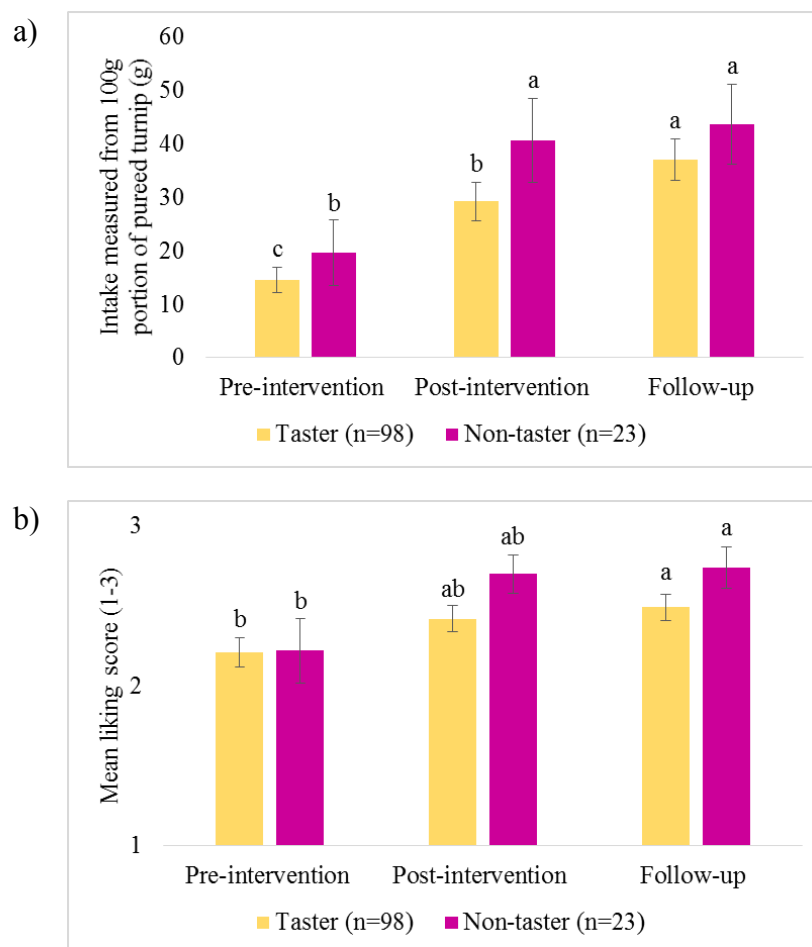 a)
Intake measured from 100g
portion of pureed turnip (g)
60
50
40
30
20
10
0
c
b
b
a
a
a
Pre-intervention
Post-intervention
Follow-up
Taster (n=98)
Non-taster (n=23)
b)
Mean liking score (1-3)
3
2
1
b
b
ab
ab
a
a
Pre-intervention
Post-intervention
Follow-up
Taster (n=98)
Non-taster (n=23)